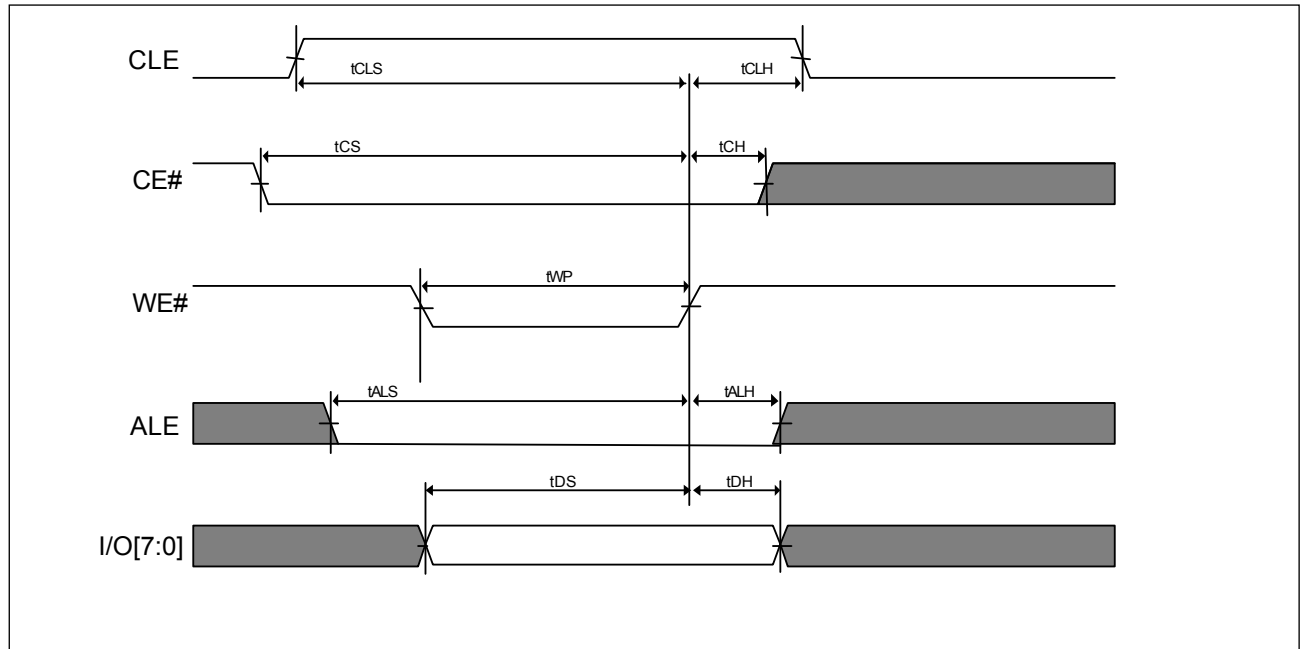 CLE
tCLS
tCLH
tCS
tCH
CE#
tWP
WE#
tALS
tALH
ALE
tDS
tDH
I/O[7:0]